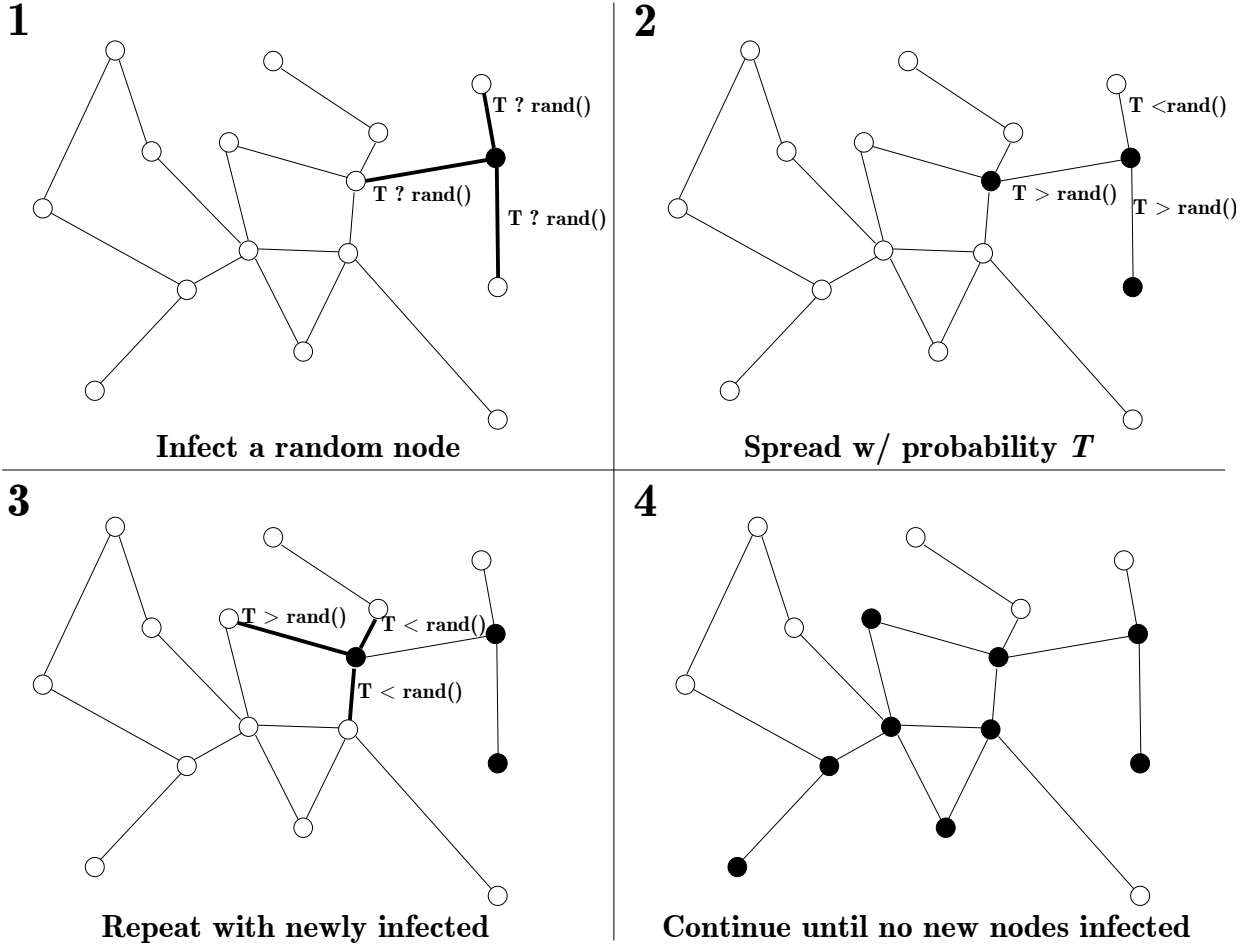 1
T ? rand()
T ? rand()
T ? rand()
Infect a random node
2
T <rand()
T > rand()
T > rand()
Spread w/ probability T
3
T > rand()
T < rand()
T < rand()
Repeat with newly infected
4
Continue until no new nodes infected